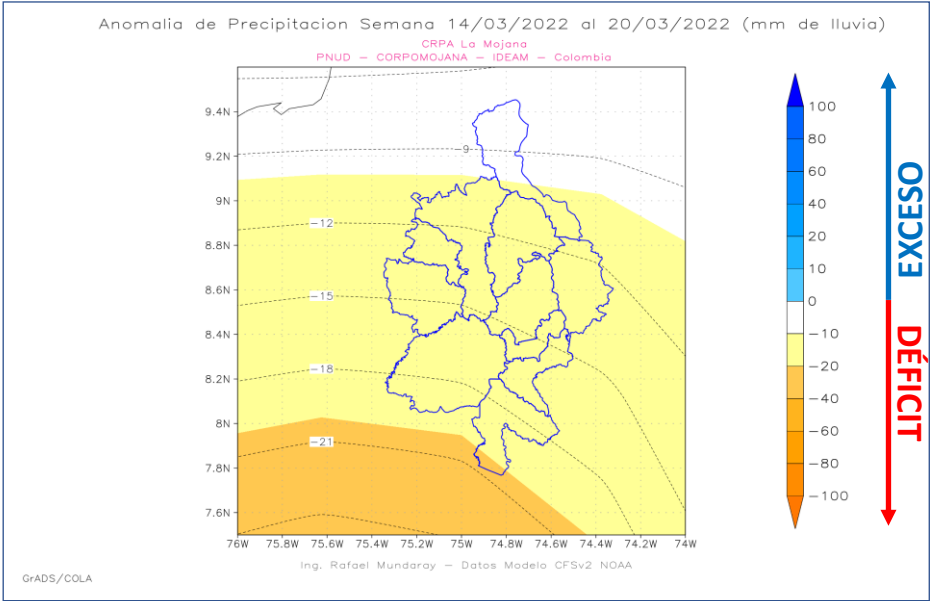 Anomalia de Precipitacion Semana 14/03/2022 al 20/03/2022 (mm de lluvia)
CRPA La Mojana
PNUD – CORPOMOJANA – IDEAM – Colombia
9.4N
9.2N
9N
8.8N
8.6N
8.4N
8.2N
8N
7.8N
7.6N
-9
-12
-15
-18
-21
76W 75.8W 75.6W 75.4W 75.2W 75W 74.8W 74.6W 74.4W 74.2W 74W
100
80
60
40
20
10
0
-10
-20
-40
-60
-80
-100
EXCESO
DÉFICIT
Ing. Rafael Mundaray – Datos Modelo CFSv2 NOAA
GrADS/COLA